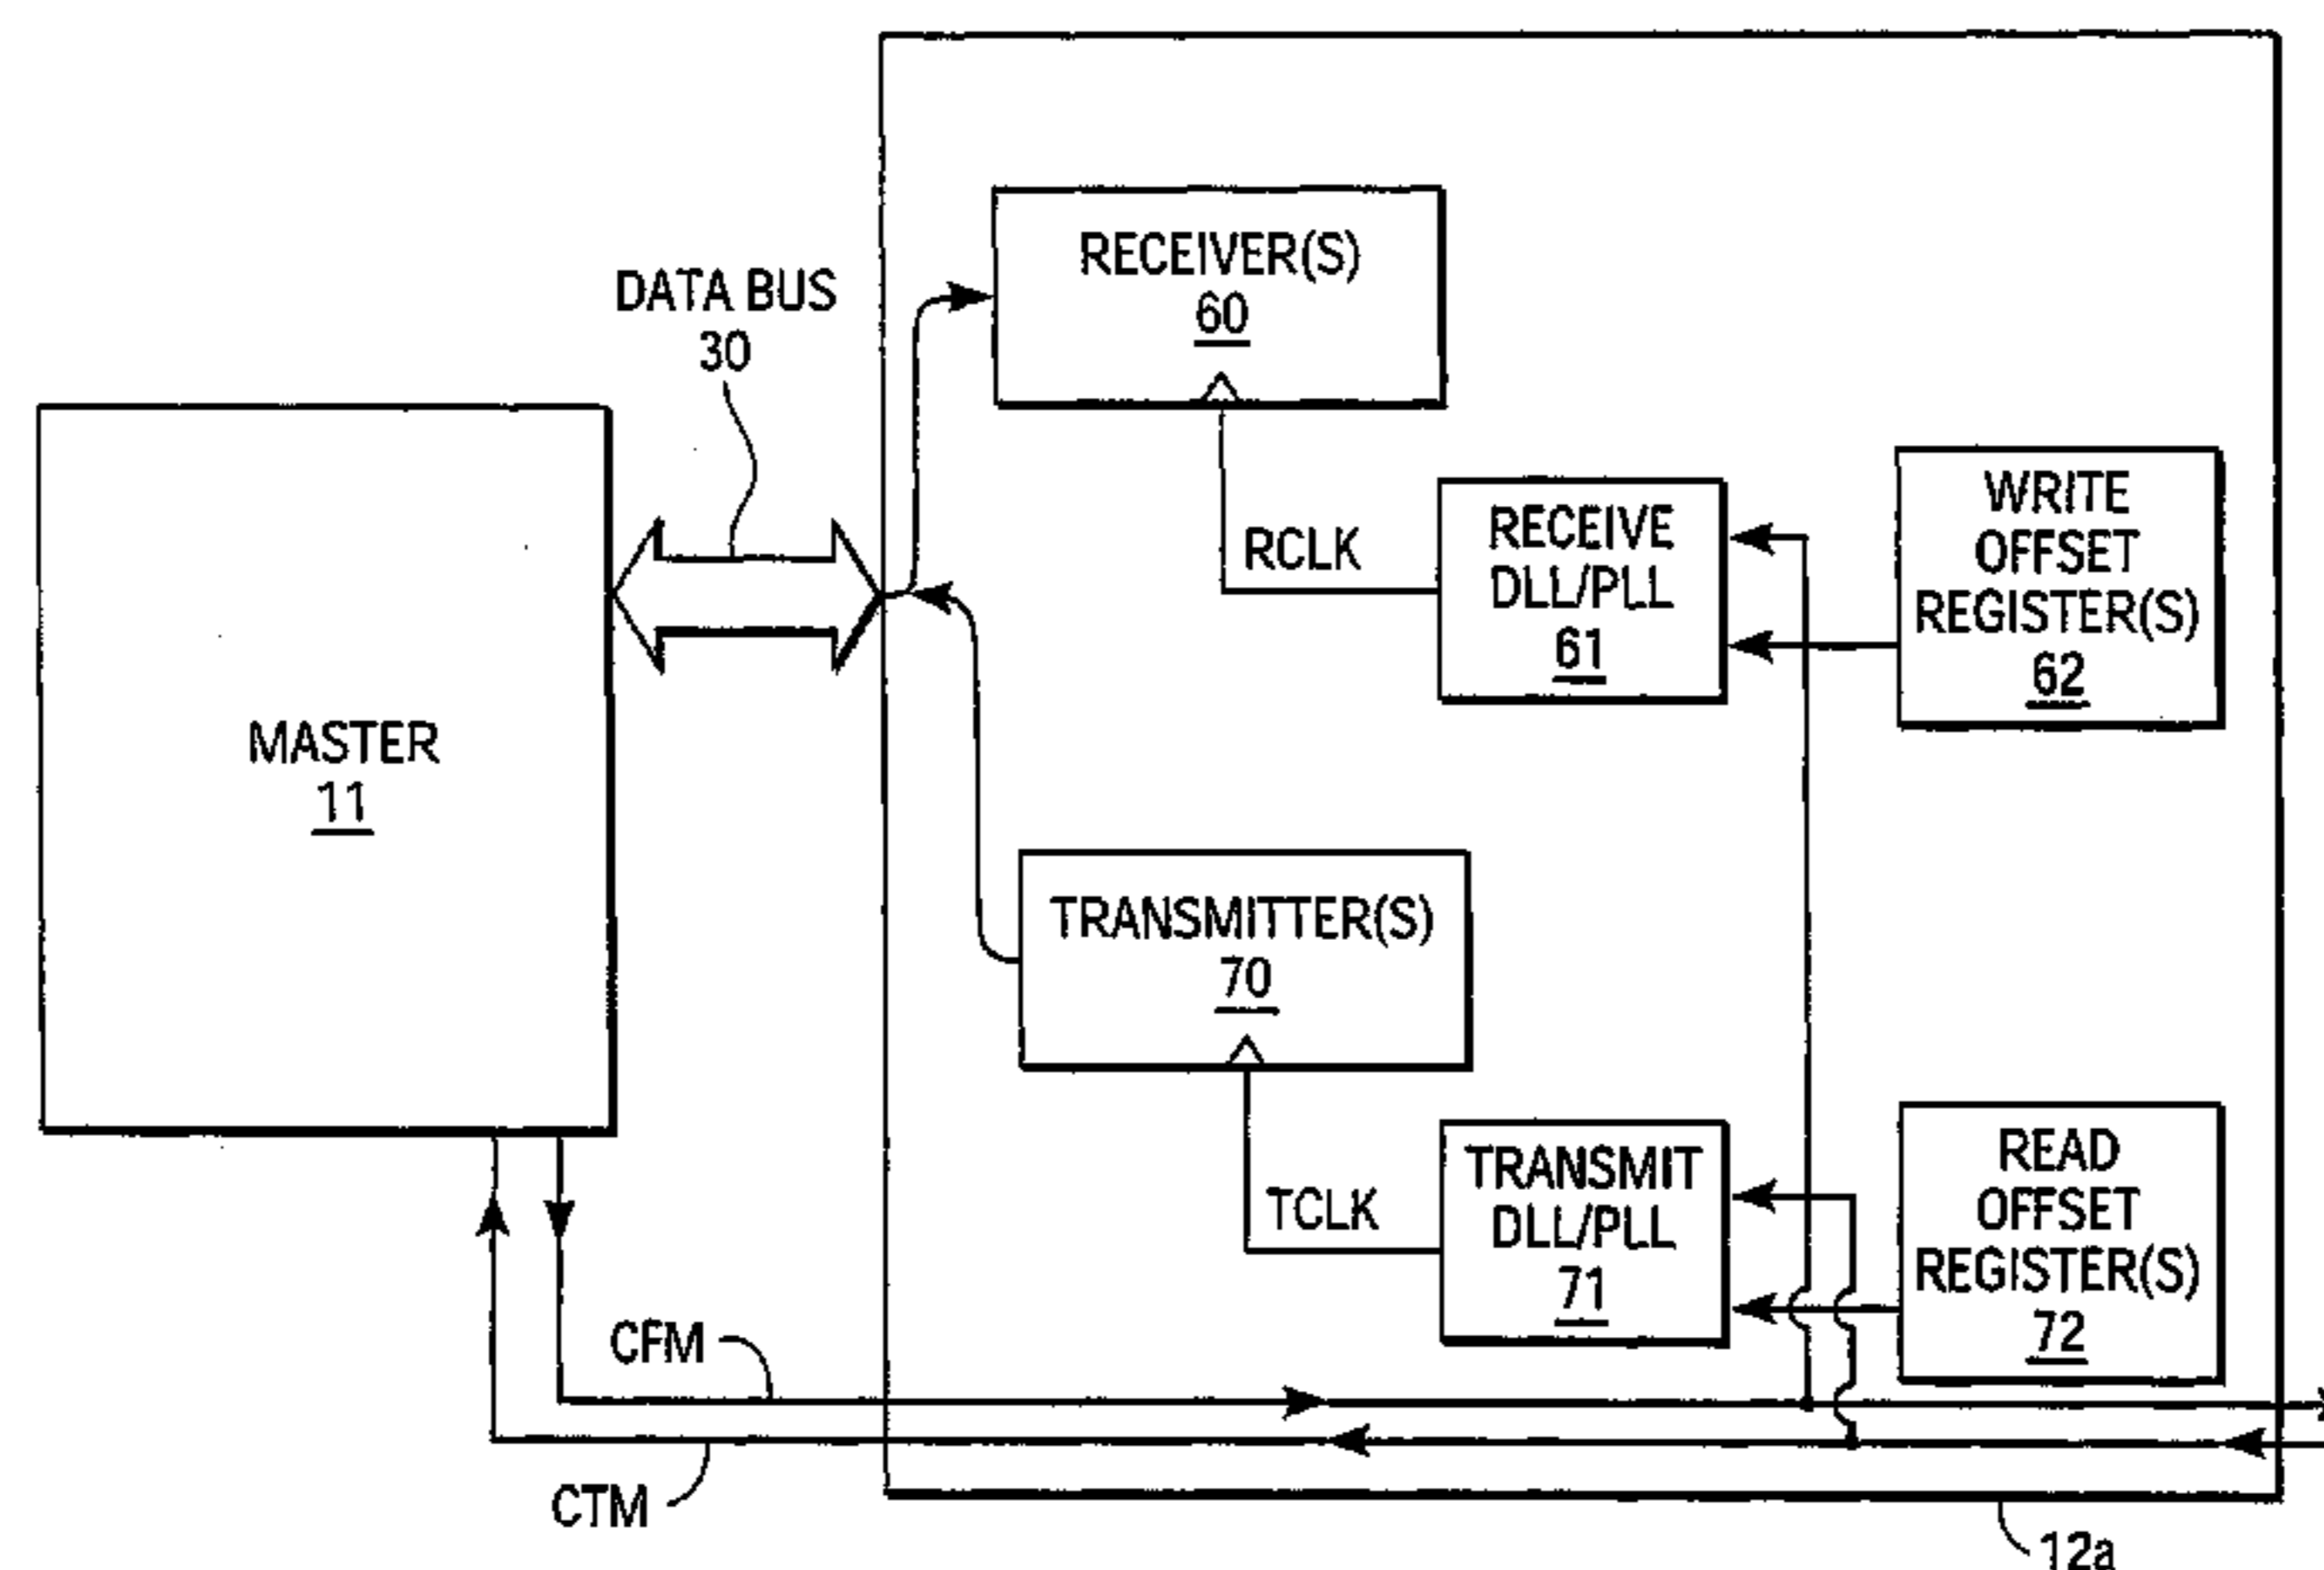 DATA BUS
30
MASTER
11
RECEIVER(S)
60
RCLK
RECEIVE
DLL/PLL
61
WRITE
OFFSET
REGISTER(S)
62
TRANSMITTER(S)
70
TCLK
TRANSMIT
DLL/PLL
71
READ
OFFSET
REGISTER(S)
72
CFM
CTM
12a